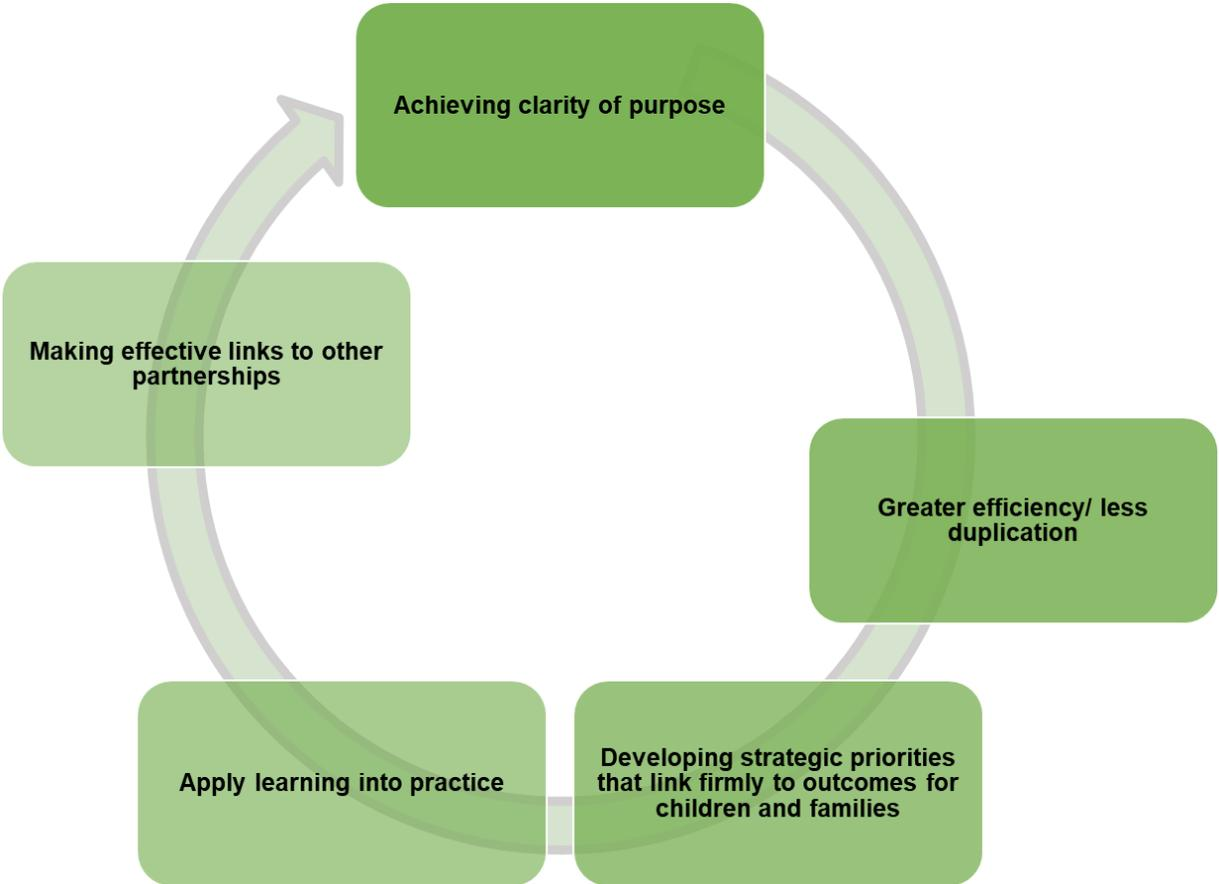 Achieving clarity of purpose
Greater efficiency/ less
duplication
Developing strategic priorities
that link firmly to outcomes for
children and families
Apply learning into practice
Making effective links to other
partnerships